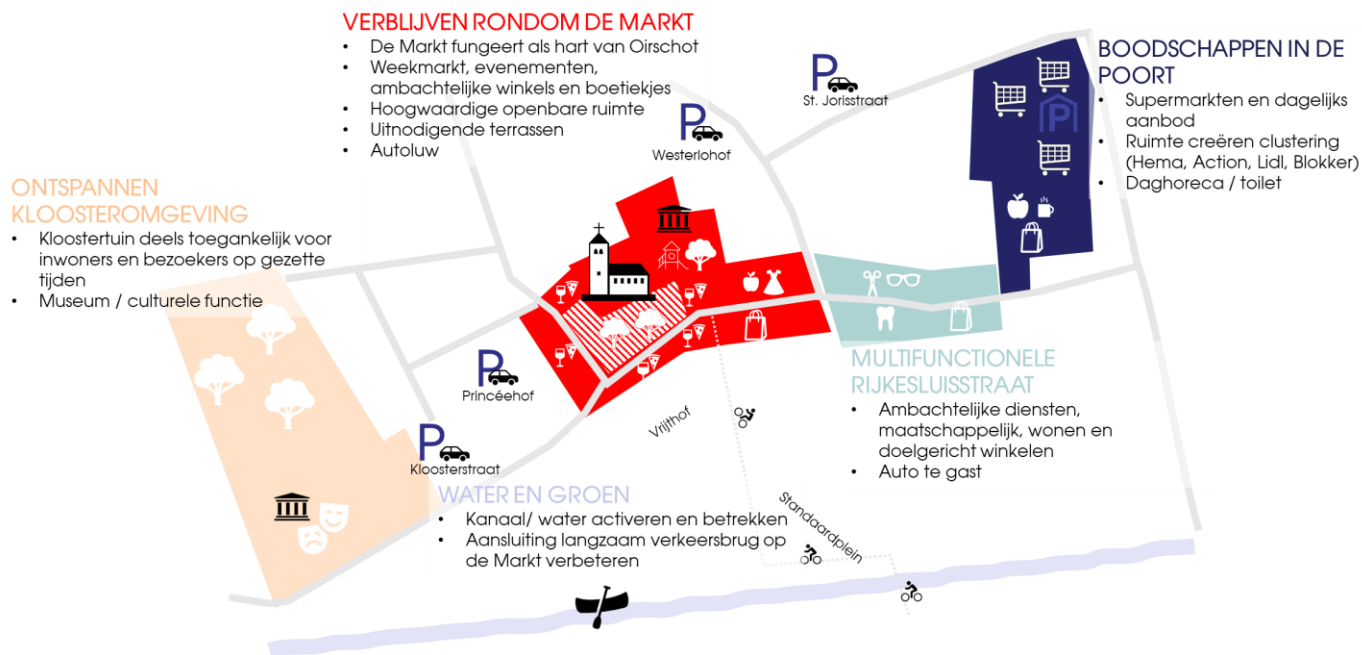 VERBLIJVEN RONDOM DE MARKT
• De Markt fungeert als hart van Oirschot
• Weekmarkt, evenementen,
ambachtelijke winkels en boetiekjes
• Hoogwaardige openbare ruimte
• Uitnodigende terrassen
• Autoluw
BOODSCHAPPEN IN DE
POORT
• Supermarkten en dagelijks
aanbod
• Ruimte creëren clustering
(Hema, Action, Lidl, Blokker)
• Daghoreca / toilet
P
St. Jorisstraat
P
Westerlohof
P
ONTSPANNEN
KLOOSTEROMGEVING
• Kloostertuin deels toegankelijk voor
inwoners en bezoekers op gezette
tijden
• Museum / culturele functie
P
Princéehof
P
Kloosterstraat
Vrijthof
Standaardplein
MULTIFUNCTIONELE
RIJKESLUISSTRAAT
• Ambachtelijke diensten,
maatschappelijk, wonen en
doelgericht winkelen
• Auto te gast
WATER EN GROEN
• Kanaal/ water activeren en betrekken
• Aansluiting langzaam verkeersbrug op
de Markt verbeteren